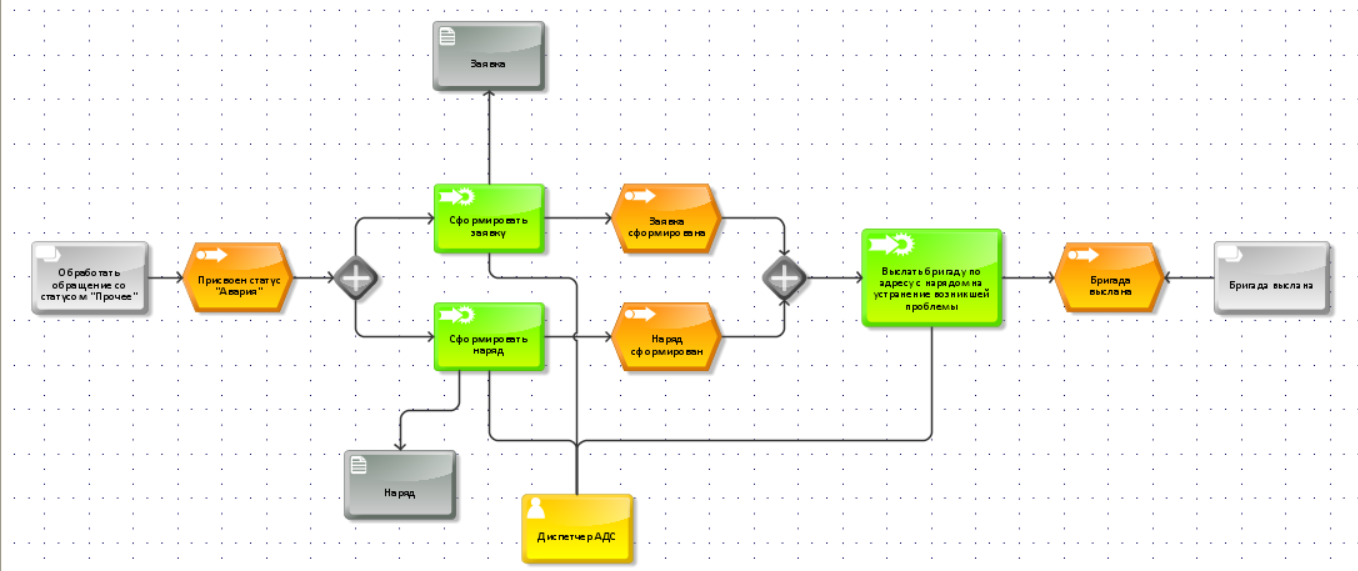 Заявка
Сформировать
заявку
Заявка
сформирована
Обработать
обращение со
статусом "Прочее"
Присвоен статус
"Авария"
Выслать бригаду по
адресу с нарядом на
устранение возникшей
проблемы
Бригада
выслана
Бригада выслана
Сформировать
наряд
Наряд
сформирован
Наряд
Диспетчер АДС